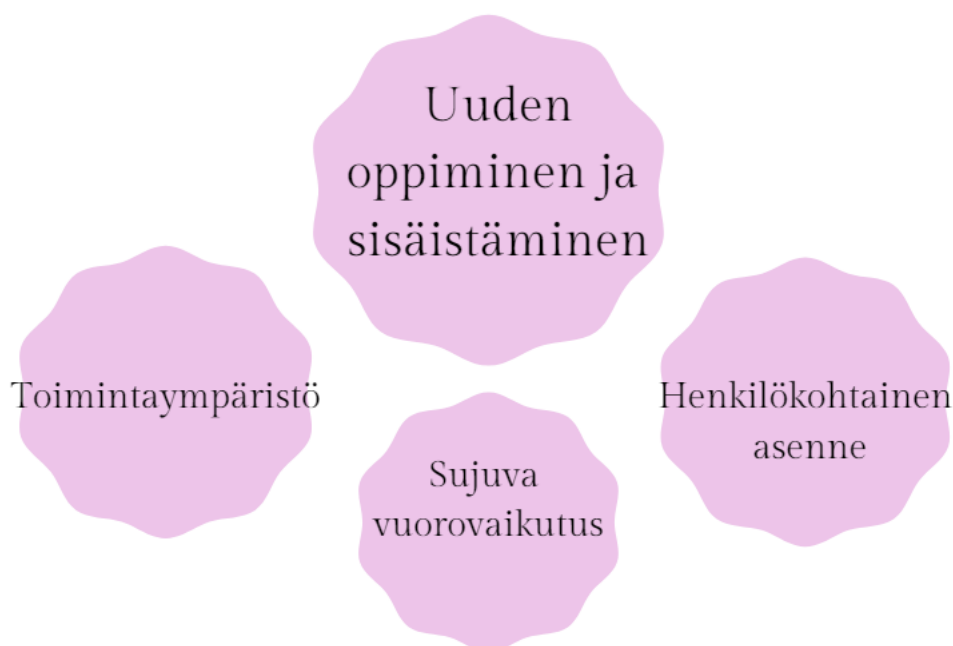 Uuden
oppiminen ja
sisäistäminen
Toimintaympäristö
Henkilökohtainen
asenne
Sujuva
vuorovaikutus